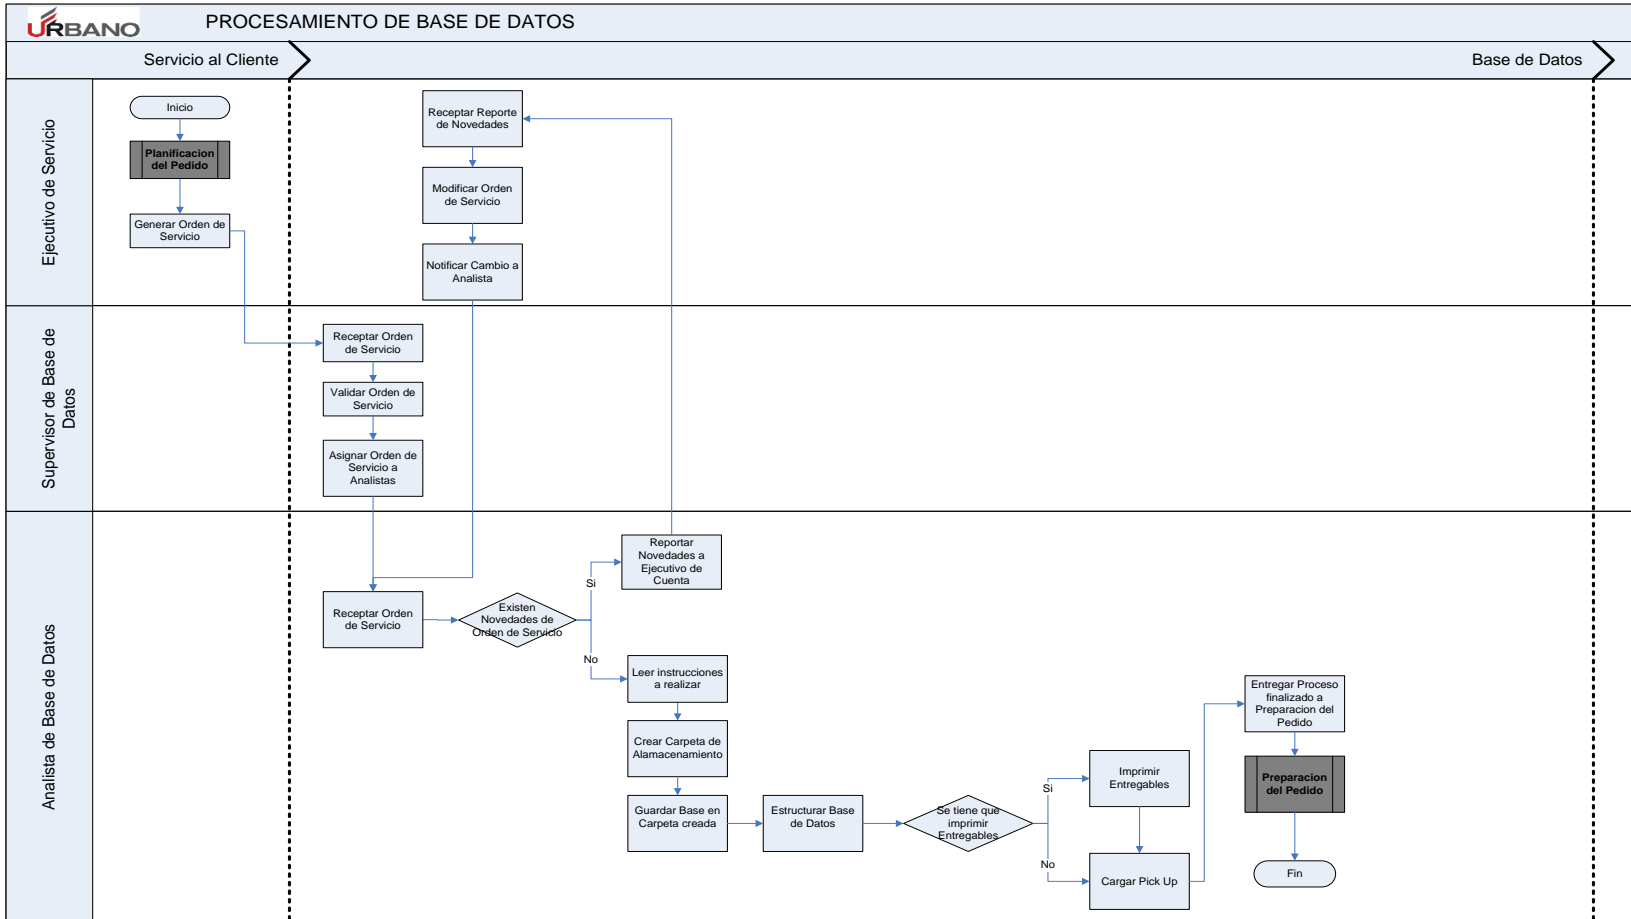 URBANO
PROCESAMIENTO DE BASE DE DATOS
Servicio al Cliente
Base de Datos
Ejecutivo de Servicio
Inicio
Planificacion
del Pedido
Generar Orden de
Servicio
Receptar Reporte
de Novedades
Modificar Orden
de Servicio
Notificar Cambio a
Analista
Supervisor de Base de
Datos
Receptar Orden
de Servicio
Validar Orden de
Servicio
Asignar Orden de
Servicio a
Analistas
Analista de Base de Datos
Receptar Orden
de Servicio
Existen
Novedades de
Orden de Servicio
Si
No
Reportar
Novedades a
Ejecutivo de
Cuenta
Leer instrucciones
a realizar
Crear Carpeta de
Alamacenamiento
Guardar Base en
Carpeta creada
Estructurar Base
de Datos
Se tiene que
imprimir
Entregables
Si
No
Imprimir
Entregables
Cargar Pick Up
Entregar Proceso
finalizado a
Preparacion del
Pedido
Preparacion
del Pedido
Fin